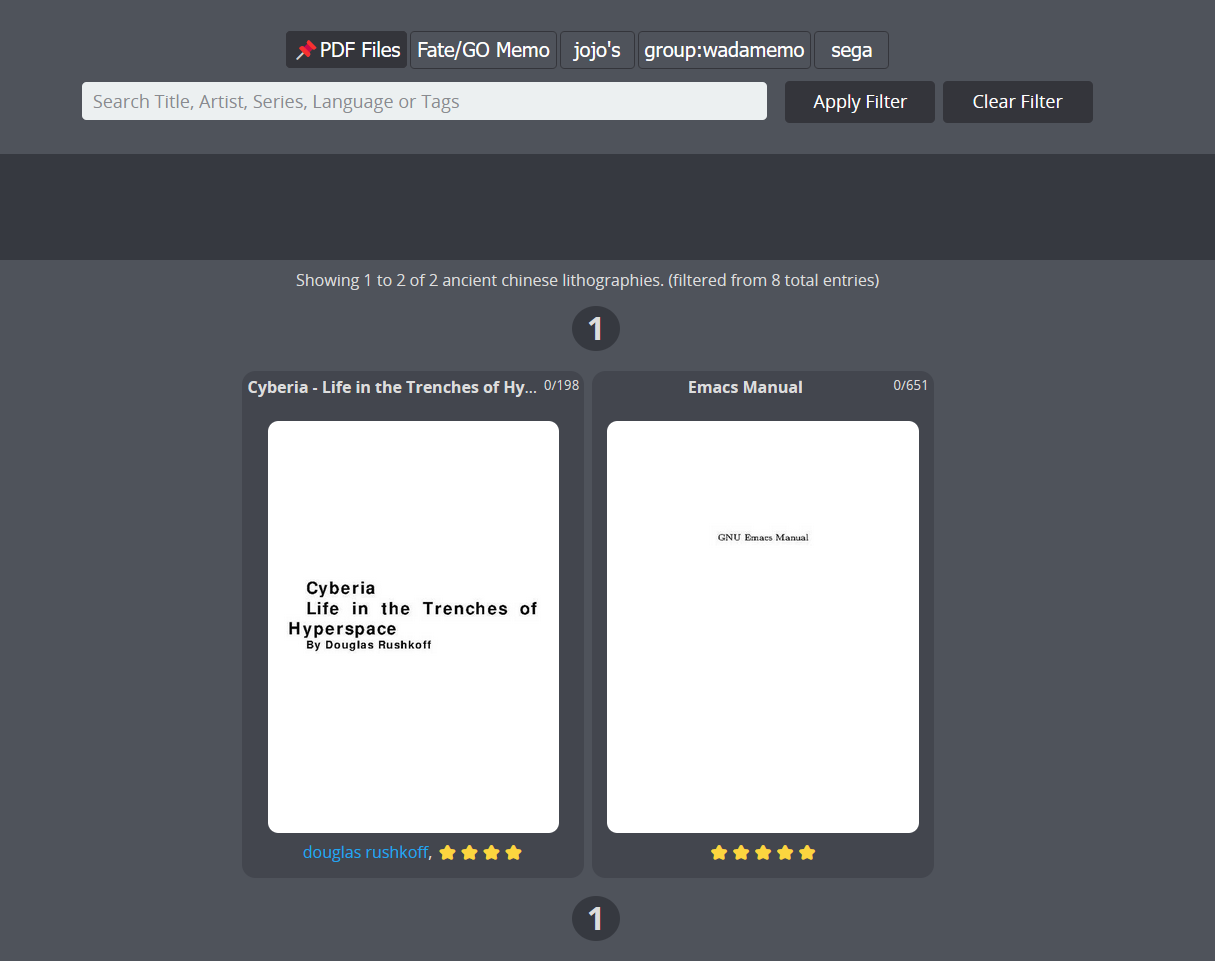 📌PDF Files Fate/GO Memo jojo's group:wadamemo sega
Search Title, Artist, Series, Language or Tags Apply Filter Clear Filter
Showing 1 to 2 of 2 ancient chinese lithographies. (filtered from 8 total entries)
1
Cyberia - Life in the Trenches of Hy... 0/198
Cyberia
Life in the Trenches of
Hyperspace
By Douglas Rushkoff
douglas rushkoff, ⭐⭐⭐⭐
Emacs Manual 0/651
GNU Emacs Manual
⭐⭐⭐⭐⭐
1